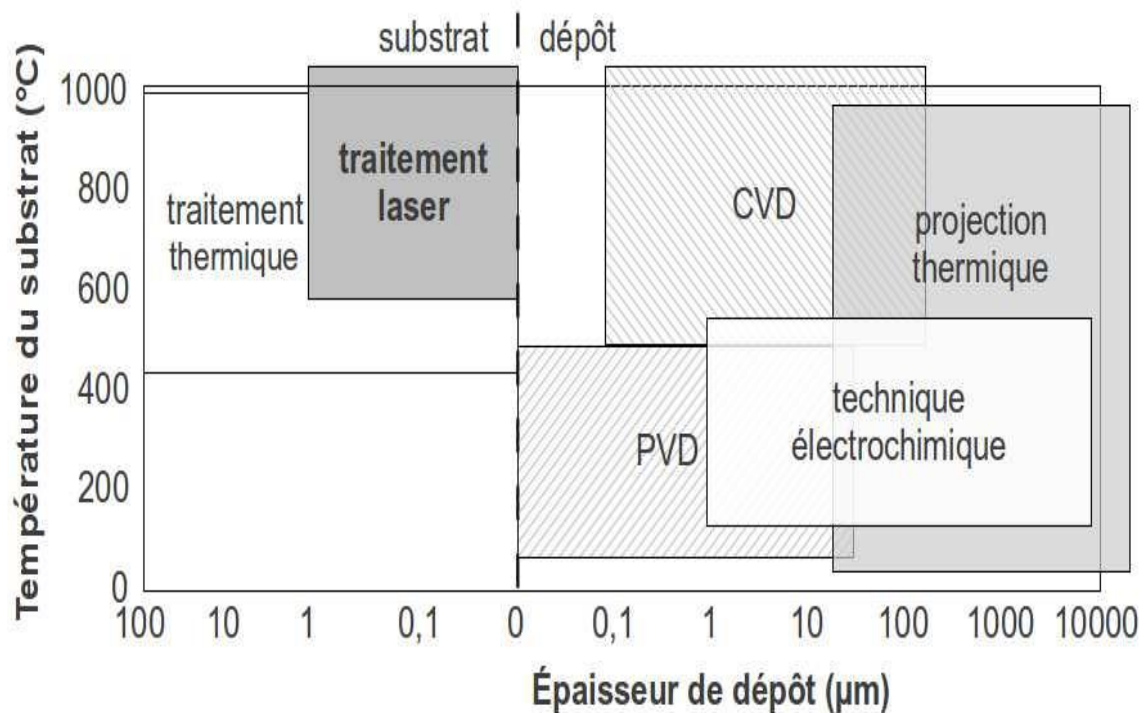 substrat
dépôt
Température du substrat (°C)
1000
800
600
400
200
0
traitement
laser
traitement
thermique
CVD
projection
thermique
technique
électrochimique
PVD
100 10 1 0,1 0 0,1 1 10 100 1000 10000
Épaisseur de dépôt (µm)